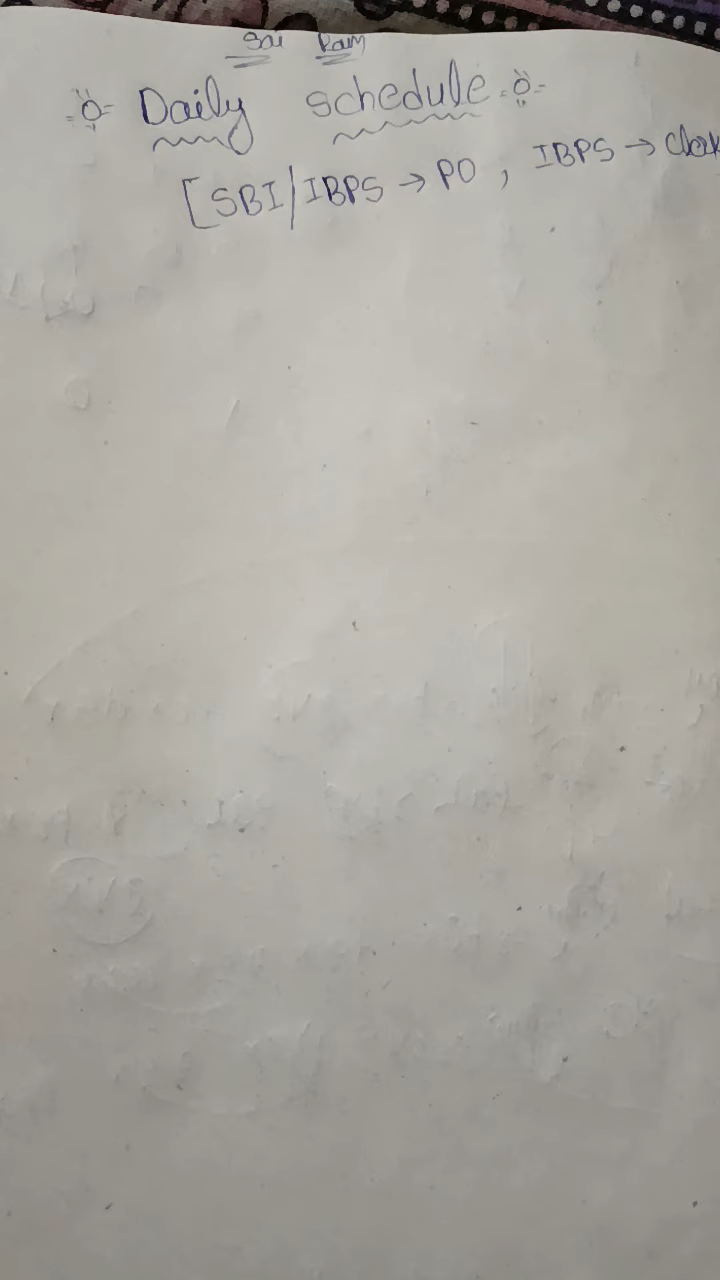 Sai Ram
Daily schedule
[SBI/IBPS → PO , IBPS → Clerk